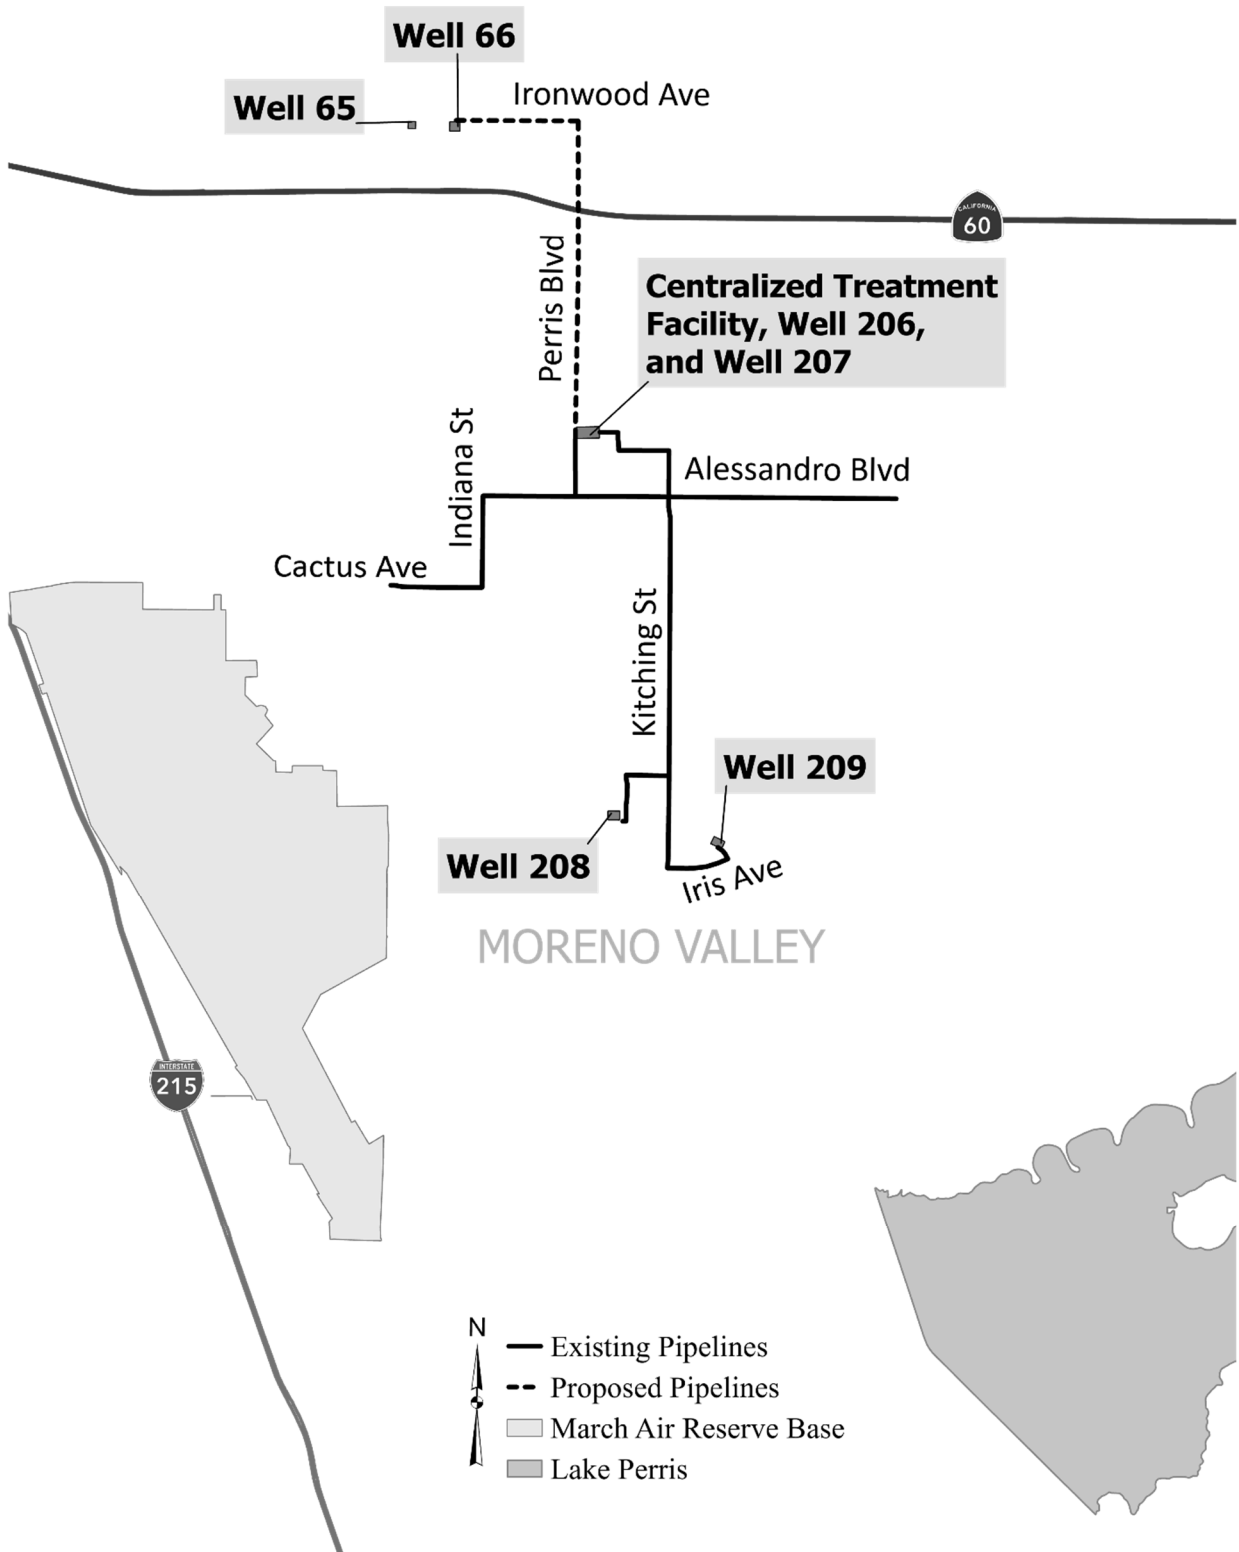 Well 66
Ironwood Ave
Well 65
CALIFORNIA
60
Perris Blvd
Centralized Treatment
Facility, Well 206,
and Well 207
Indiana St
Alessandro Blvd
Cactus Ave
Kitching St
Well 209
Well 208
Iris Ave
MORENO VALLEY
INTERSTATE
215
N
Existing Pipelines
Proposed Pipelines
March Air Reserve Base
Lake Perris